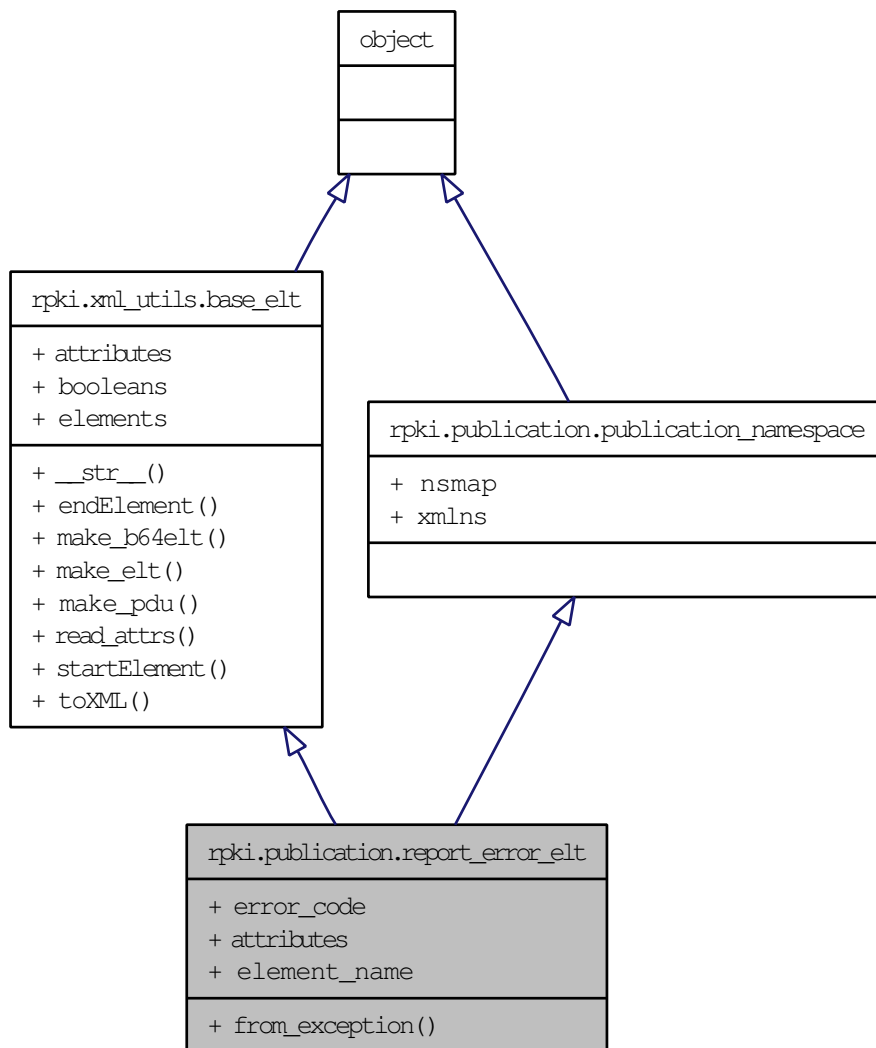 object
rpki.xml_utils.base_elt
+ attributes
+ booleans
+ elements
+ __str__()
+ endElement()
+ make_b64elt()
+ make_elt()
+ make_pdu()
+ read_attrs()
+ startElement()
+ toXML()
rpki.publication.publication_namespace
+ nsmap
+ xmlns
rpki.publication.report_error_elt
+ error_code
+ attributes
+ element_name
+ from_exception()